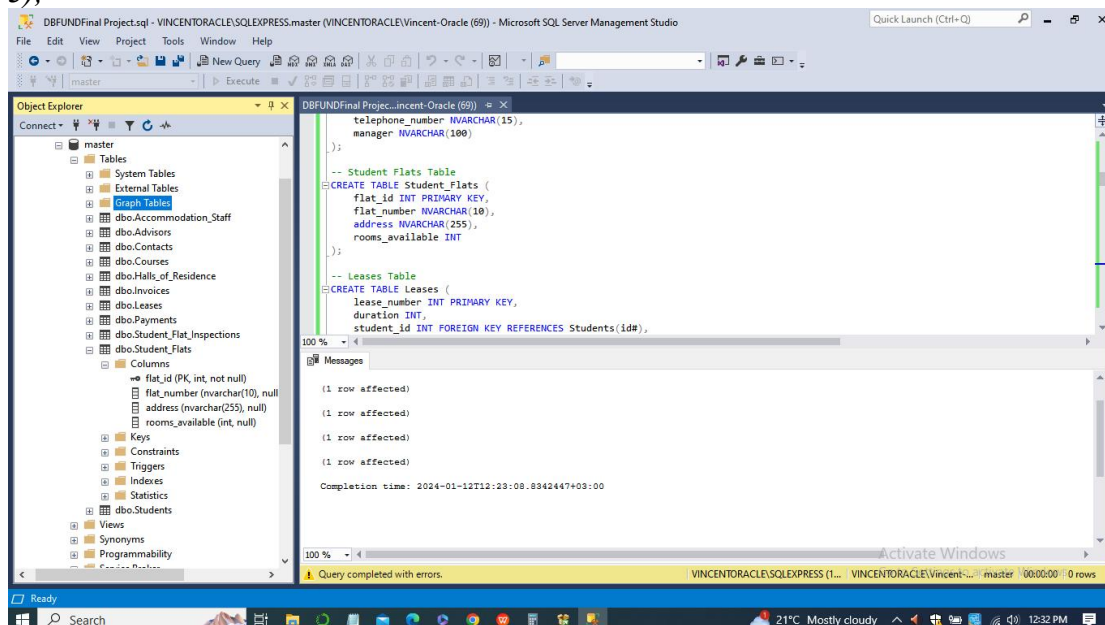 3),
DBFUNDFinal Project.sql - VINCENTORACLE\SQLEXPRESS.master (VINCENTORACLE\Vincent-Oracle (69)) - Microsoft SQL Server Management Studio
Quick Launch (Ctrl+Q)
File Edit View Project Tools Window Help
New Query
master
Execute
Object Explorer
Connect
master
Tables
System Tables
External Tables
Graph Tables
dbo.Accommodation_Staff
dbo.Advisors
dbo.Contacts
dbo.Courses
dbo.Halls_of_Residence
dbo.Invoices
dbo.Leases
dbo.Payments
dbo.Student_Flat_Inspections
dbo.Student_Flats
Columns
flat_id (PK, int, not null)
flat_number (nvarchar(10), null
address (nvarchar(255), null)
rooms_available (int, null)
Keys
Constraints
Triggers
Indexes
Statistics
dbo.Students
Views
Synonyms
Programmability
DBFUNDFinal Projec...incent-Oracle (69))
telephone_number NVARCHAR(15),
manager NVARCHAR(100)
);
-- Student Flats Table
CREATE TABLE Student_Flats (
flat_id INT PRIMARY KEY,
flat_number NVARCHAR(10),
address NVARCHAR(255),
rooms_available INT
);
-- Leases Table
CREATE TABLE Leases (
lease_number INT PRIMARY KEY,
duration INT,
student_id INT FOREIGN KEY REFERENCES Students(id#),
100 %
Messages
(1 row affected)
(1 row affected)
(1 row affected)
(1 row affected)
Completion time: 2024-01-12T12:23:08.8342447+03:00
100 %
Activate Windows
Query completed with errors.
VINCENTORACLE\SQLEXPRESS (1... VINCENTORACLE\Vincent-... master 00:00:00 0 rows
Ready
Search
21°C Mostly cloudy
12:32 PM